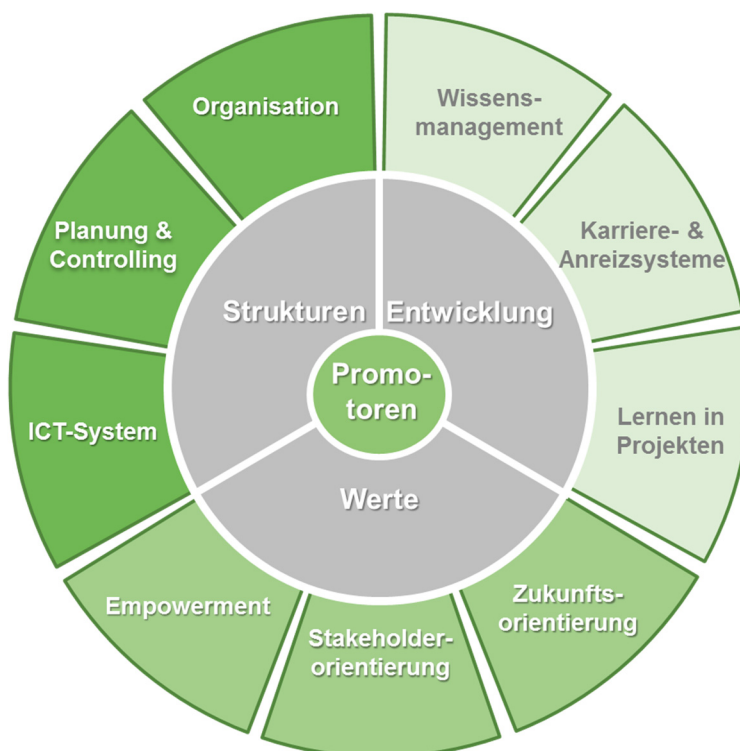 Organisation
Wissens-
management
Planung &
Controlling
Karriere- &
Anreizsysteme
Strukturen
Entwicklung
Promo-
toren
ICT-System
Lernen in
Projekten
Werte
Empowerment
Stakeholder-
orientierung
Zukunfts-
orientierung